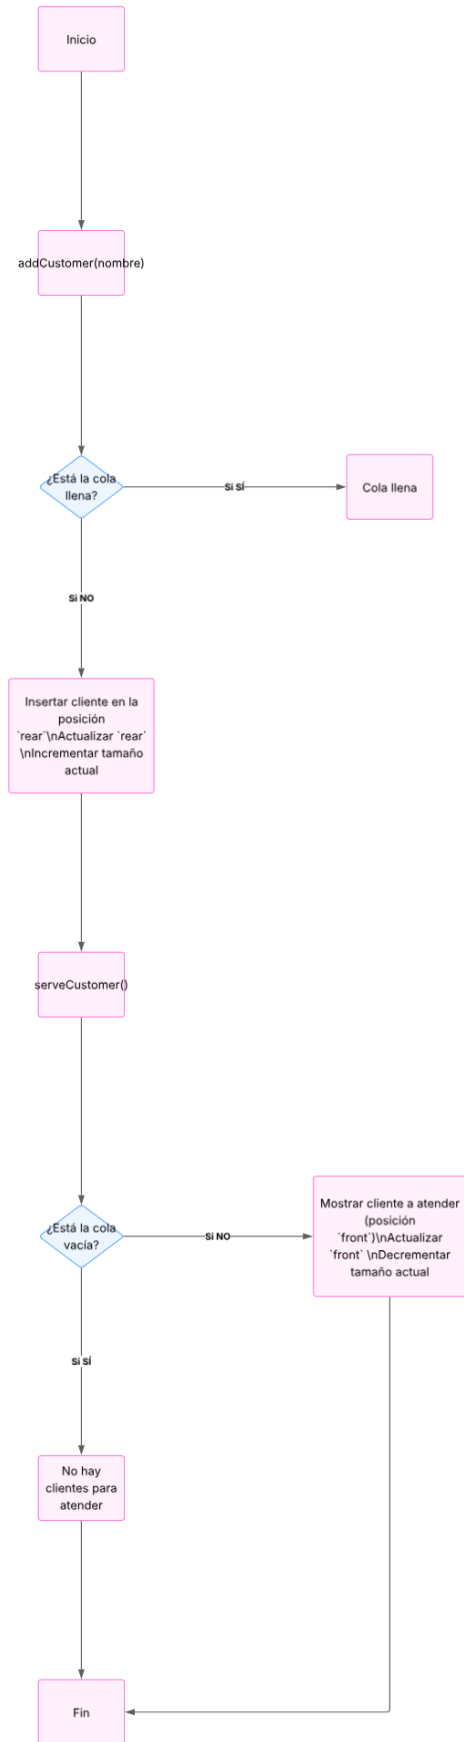 Inicio
addCustomer(nombre)
¿Está la cola
llena?
Si SÍ
Cola llena
Si NO
Insertar cliente en la
posición
`rear`\nActualizar `rear`
\nIncrementar tamaño
actual
serveCustomer()
¿Está la cola
vacía?
Si NO
Mostrar cliente a atender
(posición
`front`)\nActualizar
`front` \nDecrementar
tamaño actual
Si SÍ
No hay
clientes para
atender
Fin